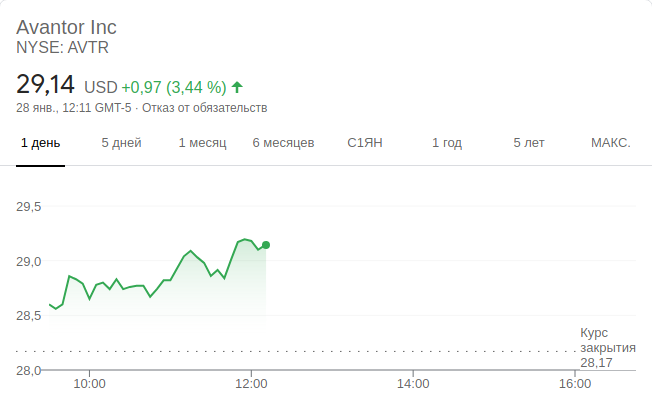 Avantor Inc
NYSE: AVTR
29,14 USD +0,97 (3,44 %)
28 янв., 12:11 GMT-5 · Отказ от обязательств
1 день 5 дней 1 месяц 6 месяцев С1ЯН 1 год 5 лет МАКС.
29,5
29,0
28,5
Курс
закрытия
28,17
28,0
10:00 12:00 14:00 16:00